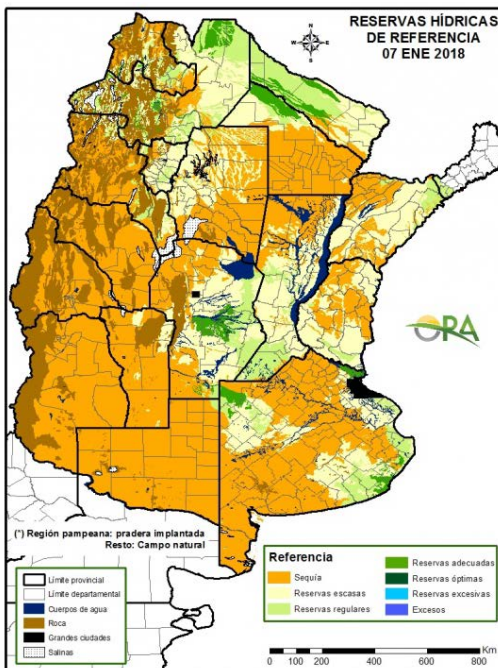 RESERVAS HÍDRICAS
DE REFERENCIA
07 ENE 2018
N
ORA
(*) Región pampeana: pradera implantada
Resto: Campo natural
Límite provincial
Límite departamental
Cuerpos de agua
Roca
Grandes ciudades
Salinas
Referencia
Sequía
Reservas escasas
Reservas regulares
Reservas adecuadas
Reservas óptimas
Reservas excesivas
Excesos
Km
0 100 200 400 600 800